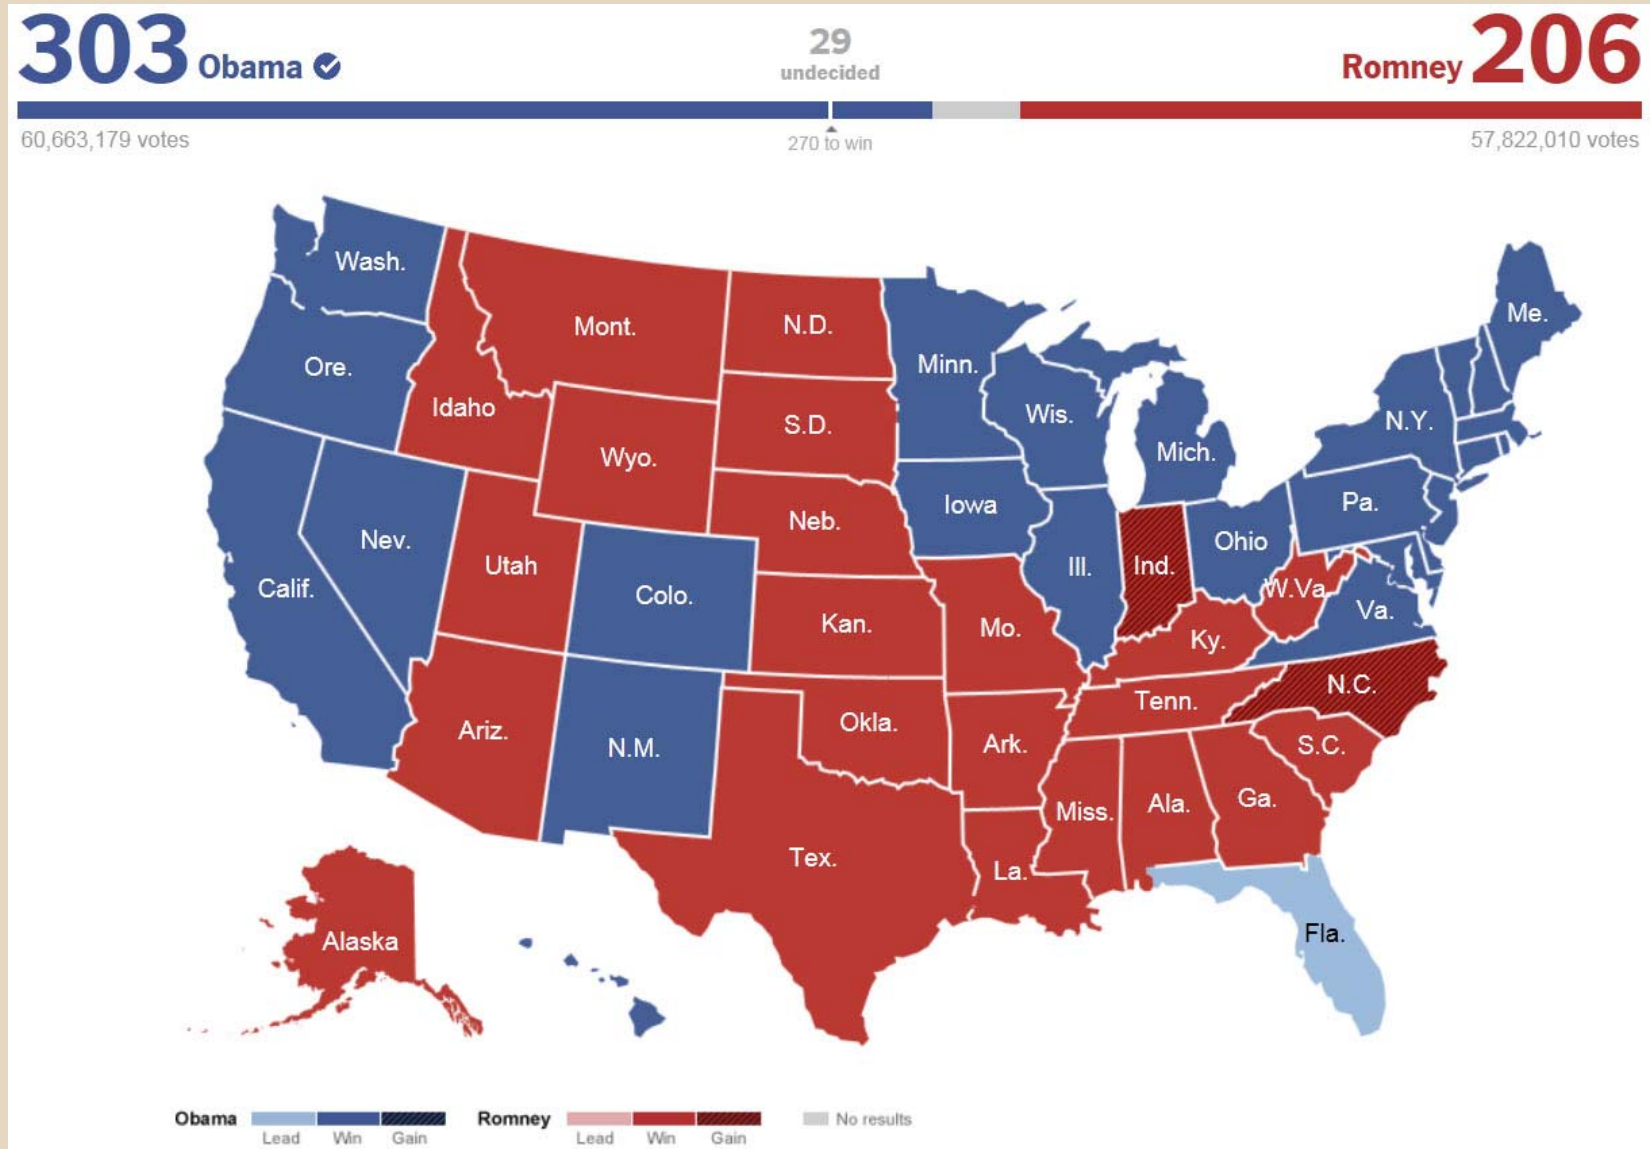 303 Obama
29
undecided
Romney 206
60,663,179 votes
270 to win
57,822,010 votes
Wash.
Me.
Mont.
N.D.
Minn.
Ore.
Idaho
S.D.
Wis.
N.Y.
Wyo.
Mich.
Iowa
Pa.
Neb.
Nev.
Ohio
Utah
Ill.
Ind.
Calif.
Colo.
W.Va.
Va.
Kan.
Mo.
Ky.
N.C.
Tenn.
Okla.
Ariz.
N.M.
Ark.
S.C.
Ga.
Ala.
Miss.
Tex.
La.
Fla.
Alaska
Obama
Romney
No results
Lead Win Gain
Lead Win Gain